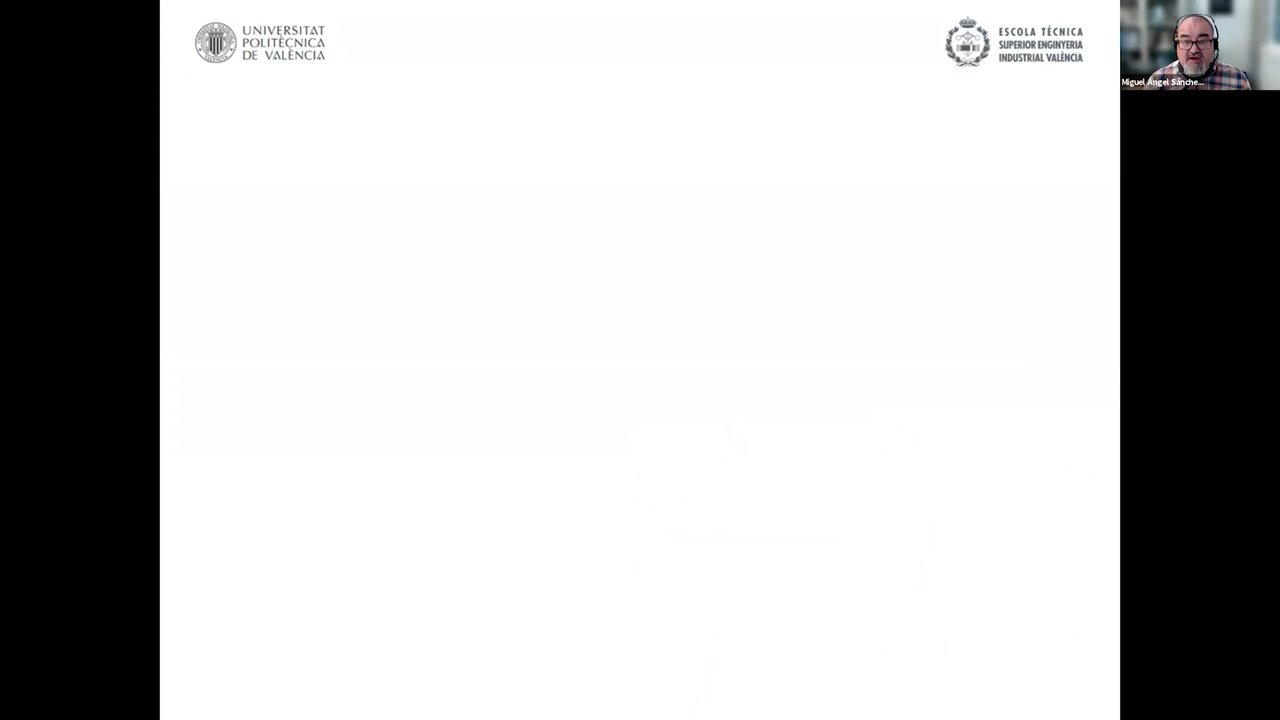 UNIVERSITAT
POLITÈCNICA
DE VALÈNCIA
ESCOLA TÈCNICA
SUPERIOR ENGINYERIA
INDUSTRIAL VALÈNCIA
Miguel Ángel Sánche...